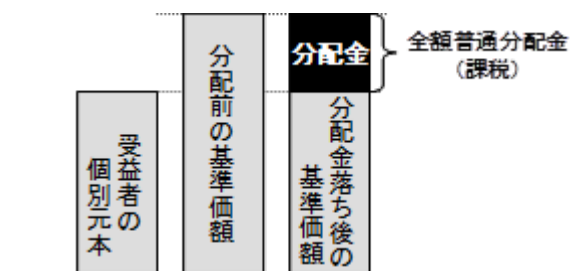 受益者の
個別元本
分配前の基準価額
分配金
分配金落ち後の
基準価額
全額普通分配金
（課税）